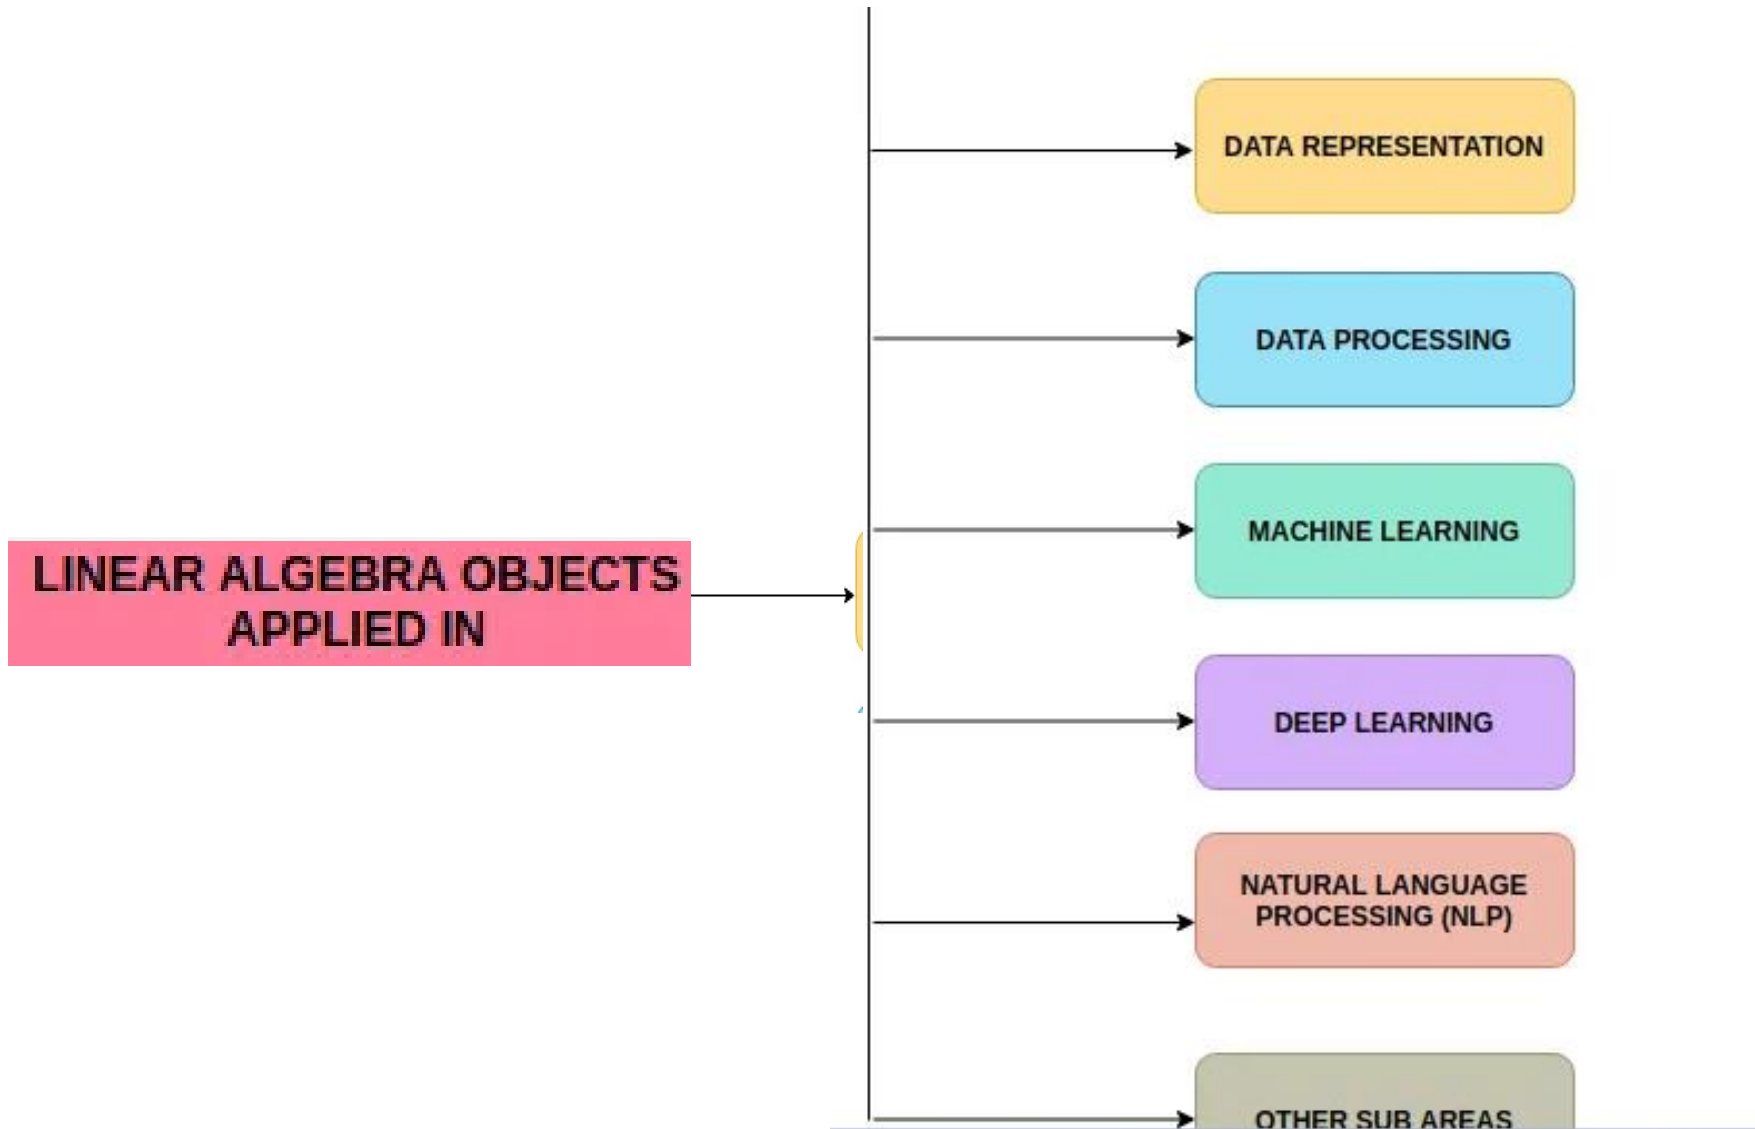 LINEAR ALGEBRA OBJECTS
APPLIED IN
DATA REPRESENTATION
DATA PROCESSING
MACHINE LEARNING
DEEP LEARNING
NATURAL LANGUAGE
PROCESSING (NLP)
OTHER SUB AREAS